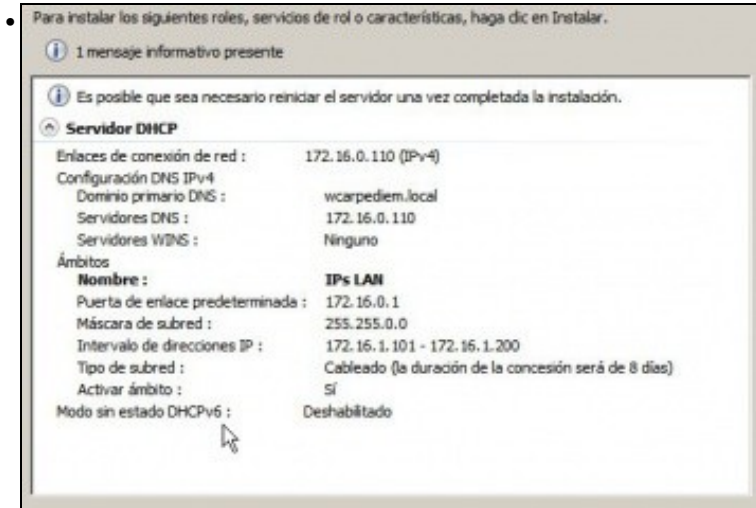 Para instalar los siguientes roles, servicios de rol o características, haga clic en Instalar.
1 mensaje informativo presente
Es posible que sea necesario reiniciar el servidor una vez completada la instalación.
Servidor DHCP
Enlaces de conexión de red : 172.16.0.110 (IPv4)
Configuración DNS IPv4
Dominio primario DNS : wcarpediem.local
Servidores DNS : 172.16.0.110
Servidores WINS : Ninguno
Ámbitos
Nombre : IPs LAN
Puerta de enlace predeterminada : 172.16.0.1
Máscara de subred : 255.255.0.0
Intervalo de direcciones IP : 172.16.1.101 - 172.16.1.200
Tipo de subred : Cableado (la duración de la concesión será de 8 días)
Activar ámbito : Sí
Modo sin estado DHCPv6 : Deshabilitado